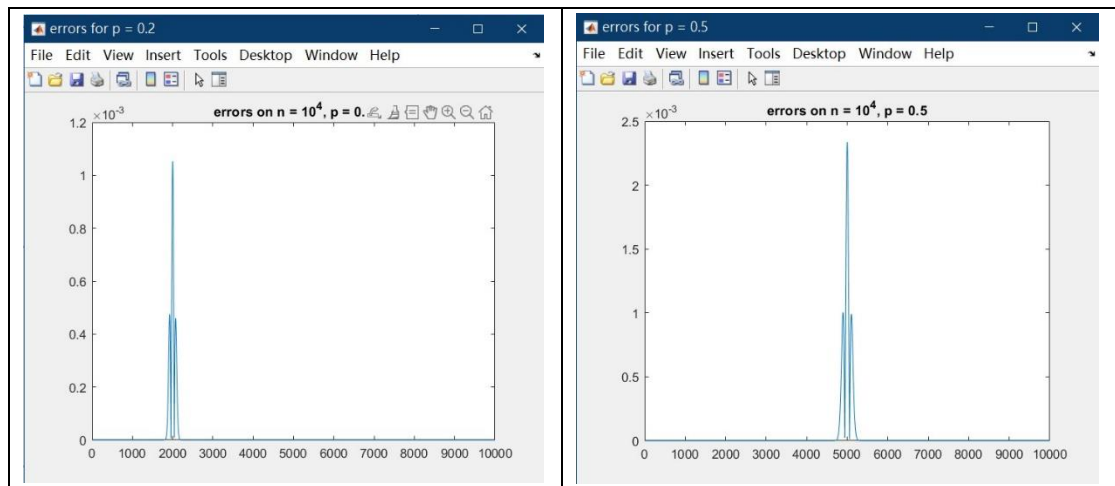 errors for p = 0.2
File Edit View Insert Tools Desktop Window Help
errors on n = 10^4, p = 0.
×10^-3
1.2
1
0.8
0.6
0.4
0.2
0
0 1000 2000 3000 4000 5000 6000 7000 8000 9000 10000
errors for p = 0.5
File Edit View Insert Tools Desktop Window Help
errors on n = 10^4, p = 0.5
×10^-3
2.5
2
1.5
1
0.5
0
0 1000 2000 3000 4000 5000 6000 7000 8000 9000 10000